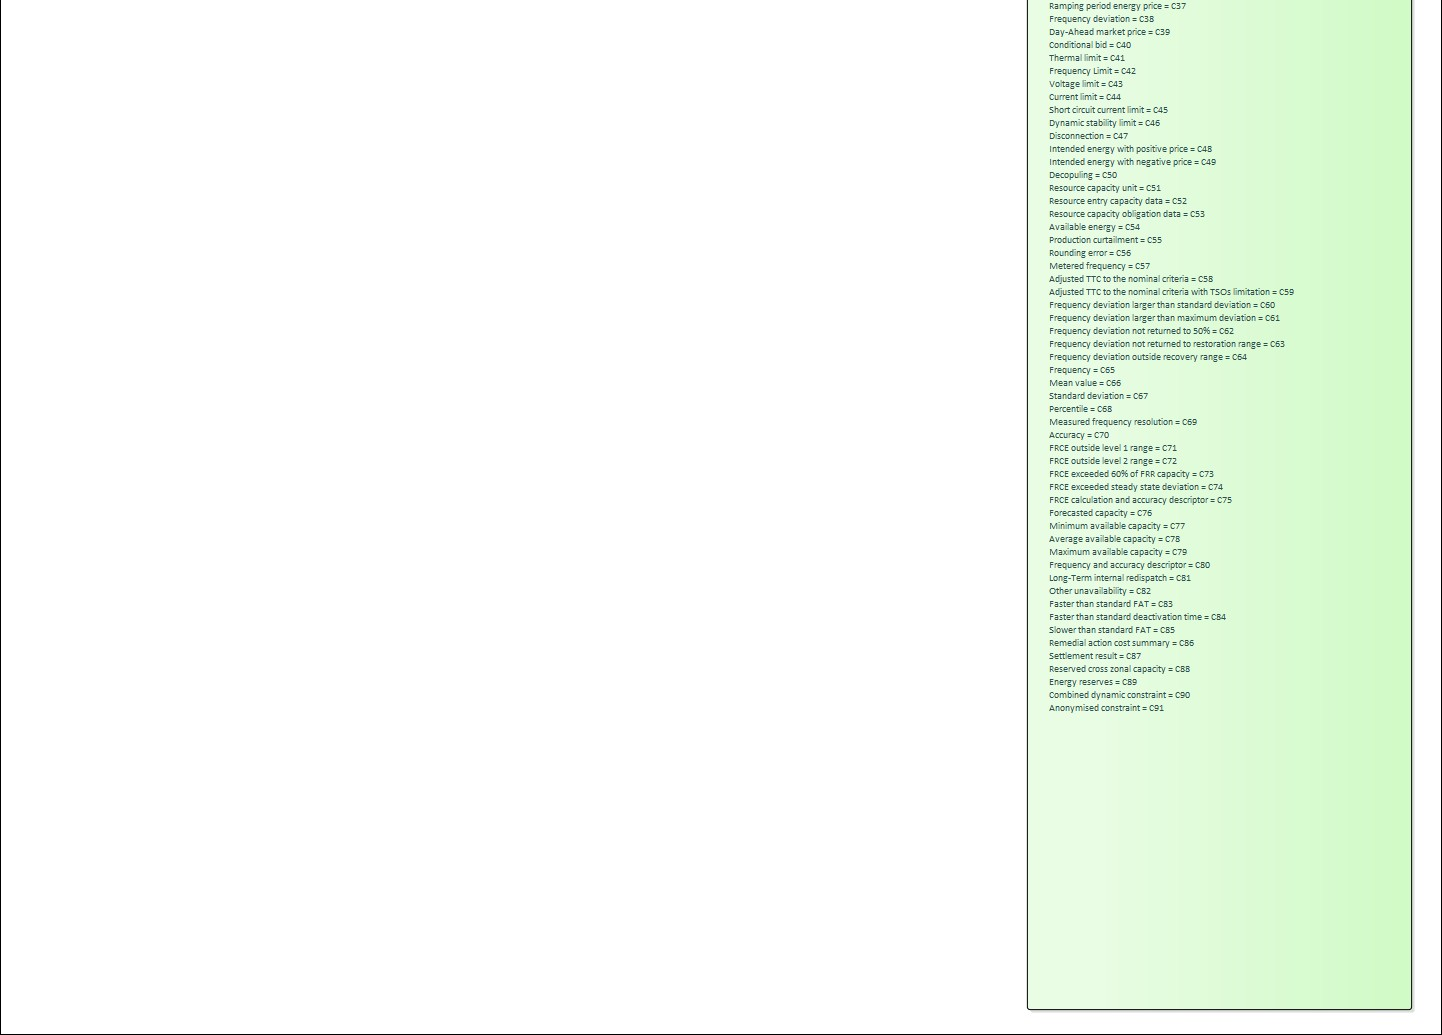 Ramping period energy price = C37
Frequency deviation = C38
Day-Ahead market price = C39
Conditional bid = C40
Thermal limit = C41
Frequency Limit = C42
Voltage limit = C43
Current limit = C44
Short circuit current limit = C45
Dynamic stability limit = C46
Disconnection = C47
Intended energy with positive price = C48
Intended energy with negative price = C49
Decopuling = C50
Resource capacity unit = C51
Resource entry capacity data = C52
Resource capacity obligation data = C53
Available energy = C54
Production curtailment = C55
Rounding error = C56
Metered frequency = C57
Adjusted TTC to the nominal criteria = C58
Adjusted TTC to the nominal criteria with TSOs limitation = C59
Frequency deviation larger than standard deviation = C60
Frequency deviation larger than maximum deviation = C61
Frequency deviation not returned to 50% = C62
Frequency deviation not returned to restoration range = C63
Frequency deviation outside recovery range = C64
Frequency = C65
Mean value = C66
Standard deviation = C67
Percentile = C68
Measured frequency resolution = C69
Accuracy = C70
FRCE outside level 1 range = C71
FRCE outside level 2 range = C72
FRCE exceeded 60% of FRR capacity = C73
FRCE exceeded steady state deviation = C74
FRCE calculation and accuracy descriptor = C75
Forecasted capacity = C76
Minimum available capacity = C77
Average available capacity = C78
Maximum available capacity = C79
Frequency and accuracy descriptor = C80
Long-Term internal redispatch = C81
Other unavailability = C82
Faster than standard FAT = C83
Faster than standard deactivation time = C84
Slower than standard FAT = C85
Remedial action cost summary = C86
Settlement result = C87
Reserved cross zonal capacity = C88
Energy reserves = C89
Combined dynamic constraint = C90
Anonymised constraint = C91